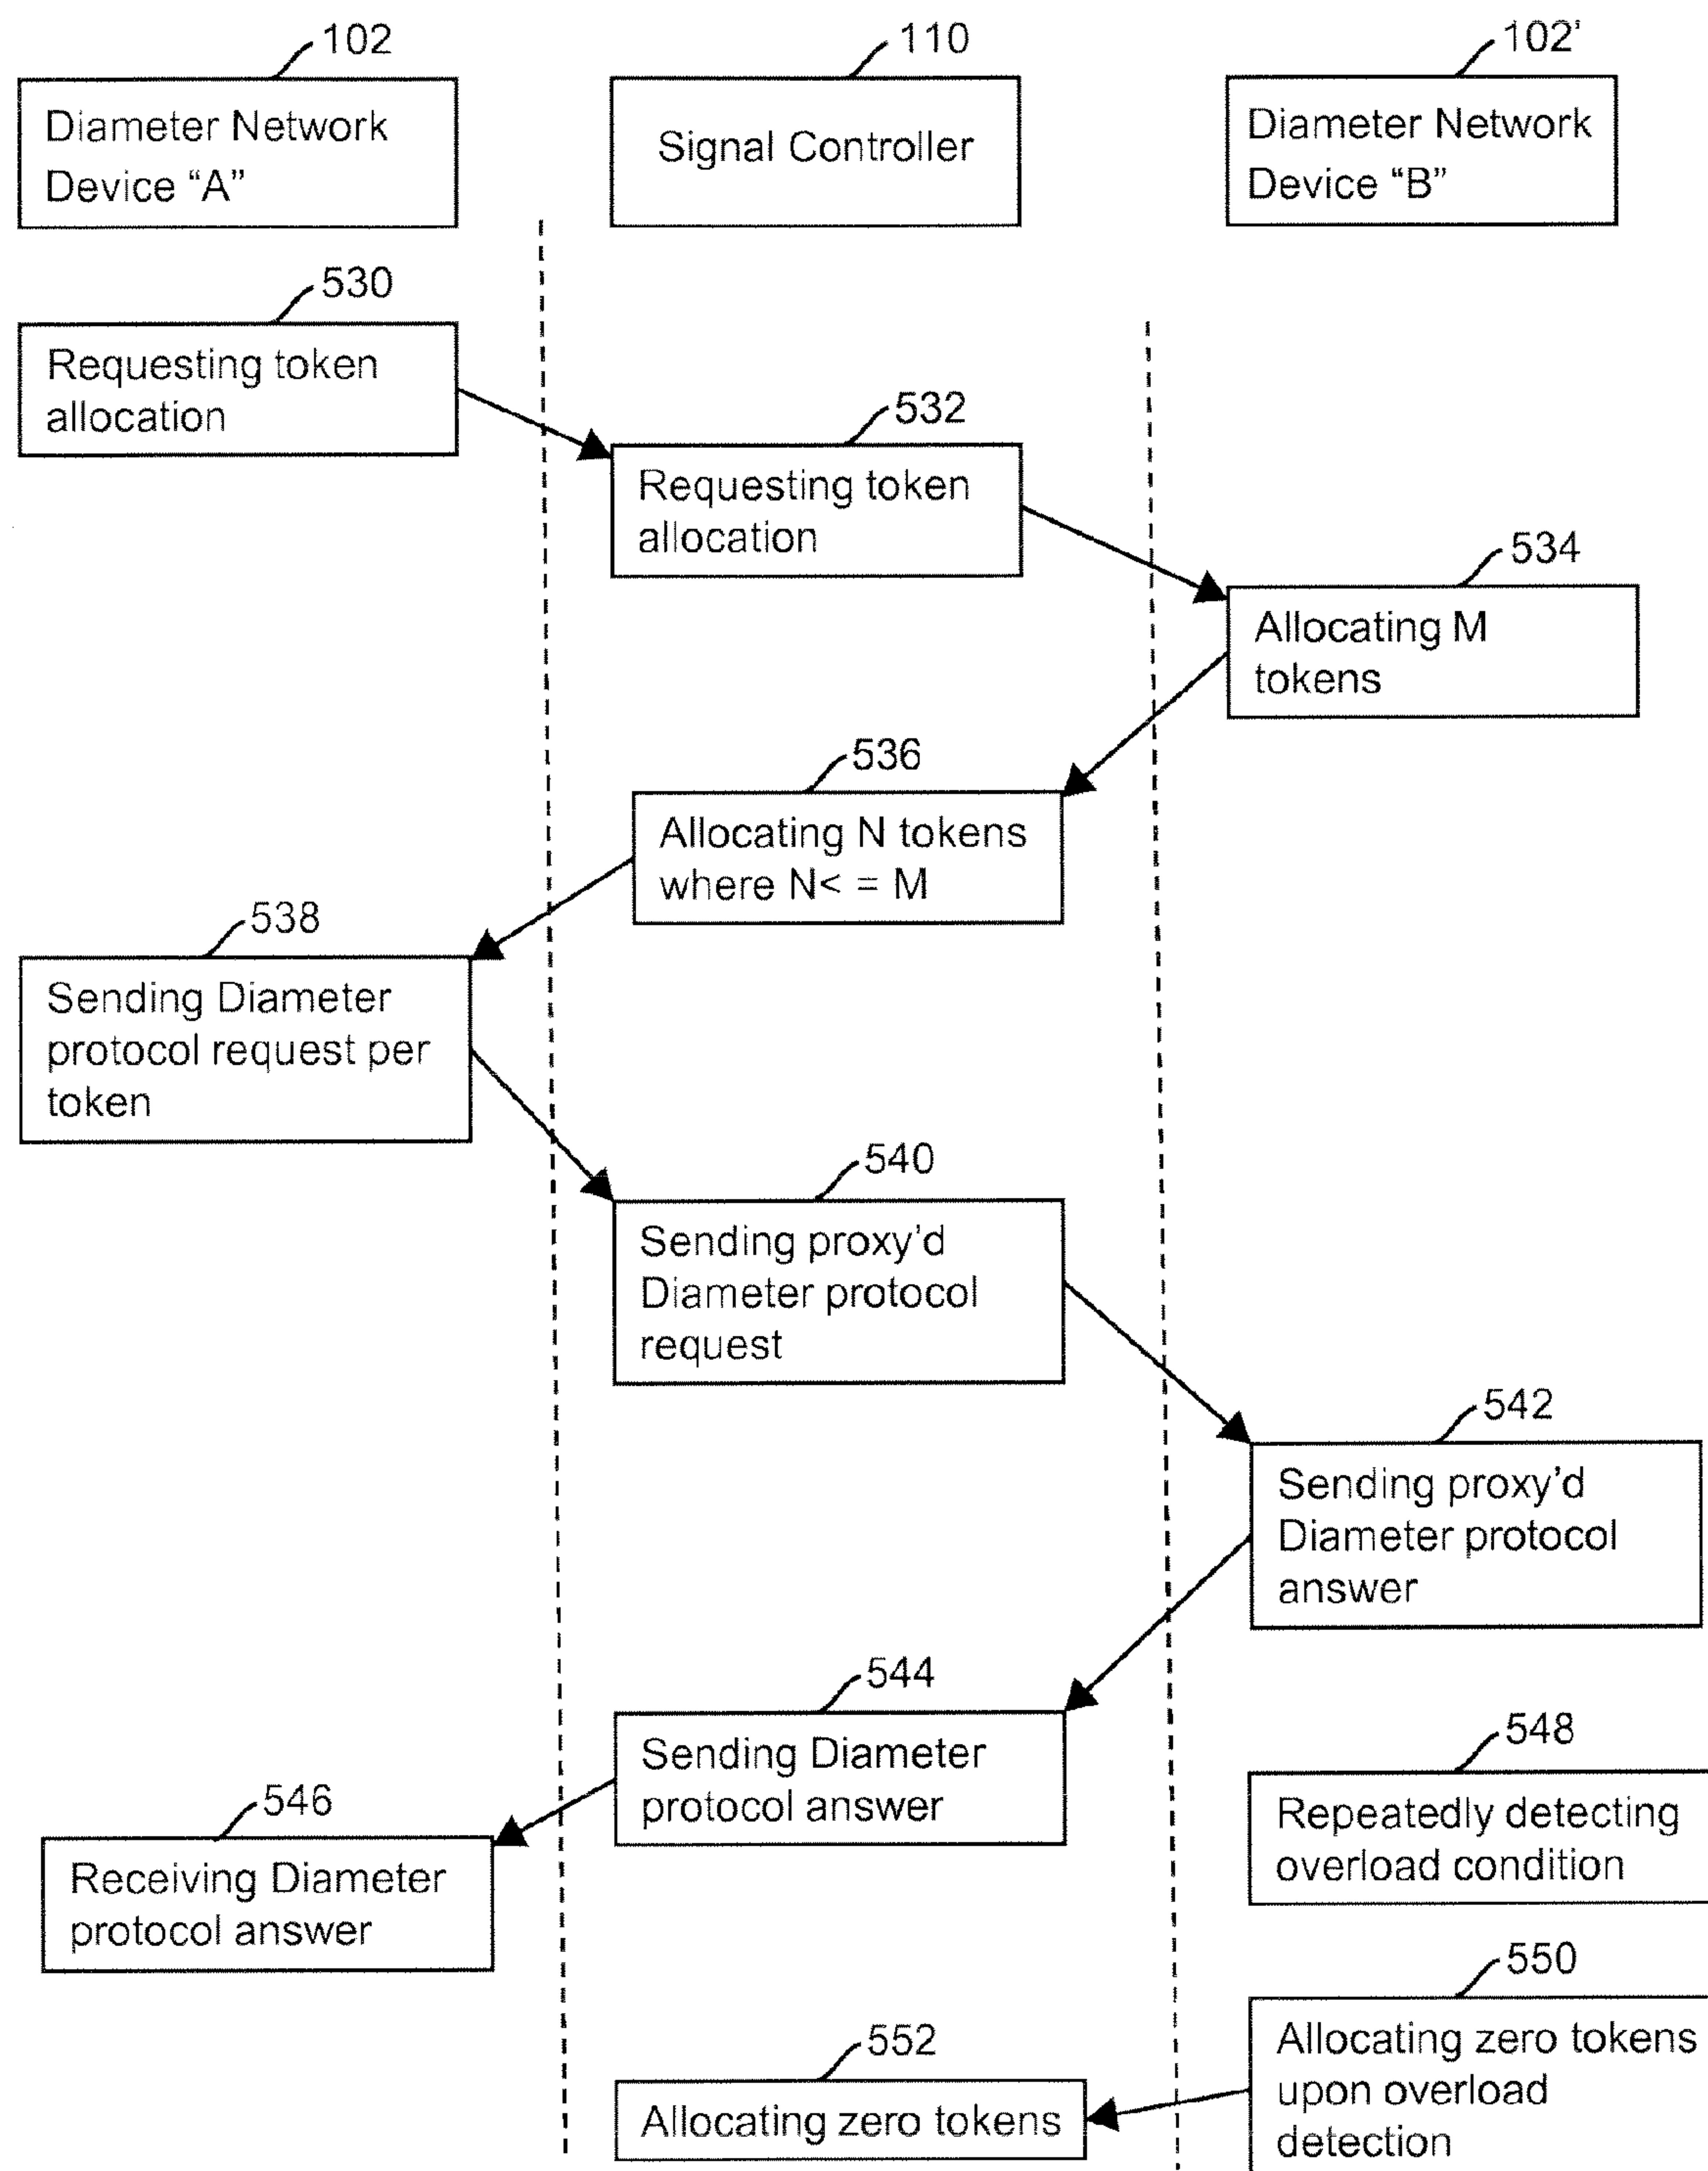 102
110
102'
Diameter Network
Device “A”
Signal Controller
Diameter Network
Device “B”
530
Requesting token
allocation
532
Requesting token
allocation
534
Allocating M
tokens
536
Allocating N tokens
where N< = M
538
Sending Diameter
protocol request per
token
540
Sending proxy'd
Diameter protocol
request
542
Sending proxy'd
Diameter protocol
answer
544
Sending Diameter
protocol answer
546
Receiving Diameter
protocol answer
548
Repeatedly detecting
overload condition
550
Allocating zero tokens
upon overload
detection
552
Allocating zero tokens